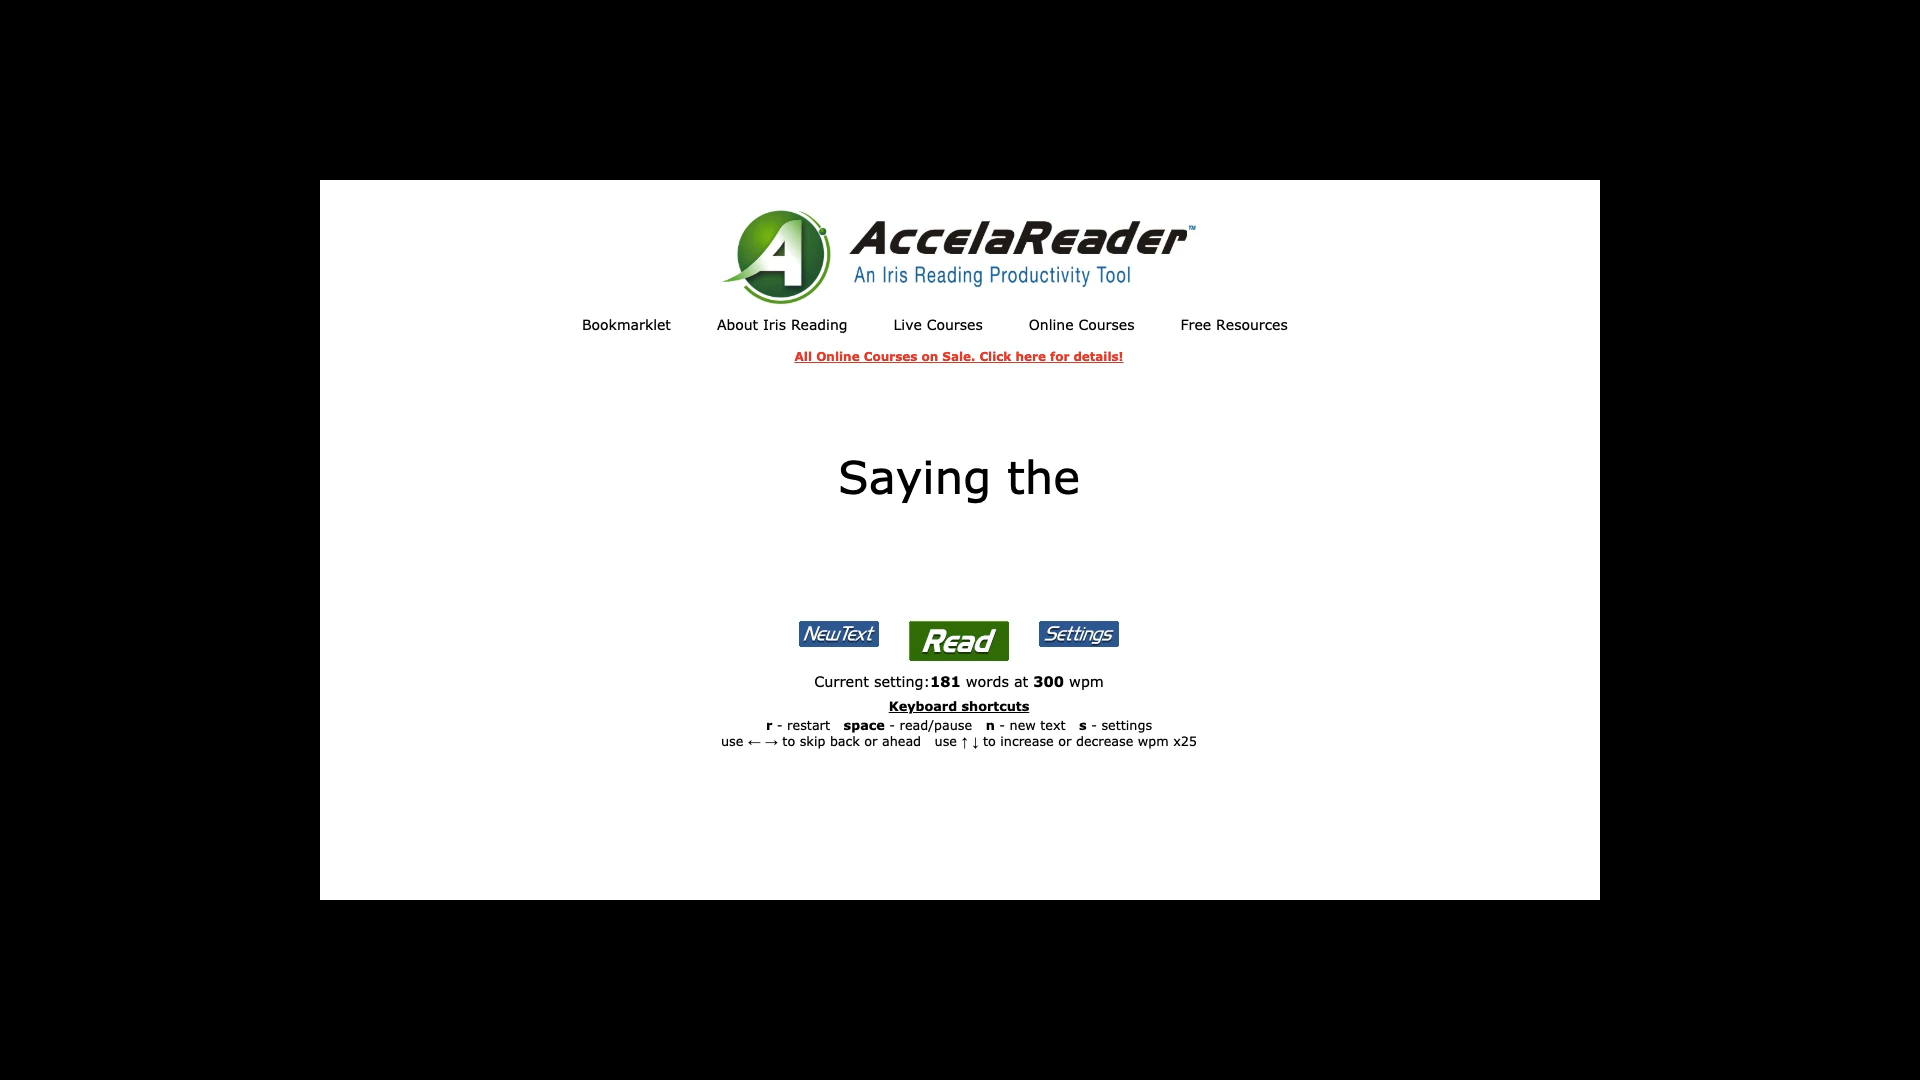 A
AccelaReader™
An Iris Reading Productivity Tool
Bookmarklet About Iris Reading Live Courses Online Courses Free Resources
All Online Courses on Sale. Click here for details!
Saying the
NewText Read Settings
Current setting:181 words at 300 wpm
Keyboard shortcuts
r - restart space - read/pause n - new text s - settings
use ← → to skip back or ahead use ↑ ↓ to increase or decrease wpm x25